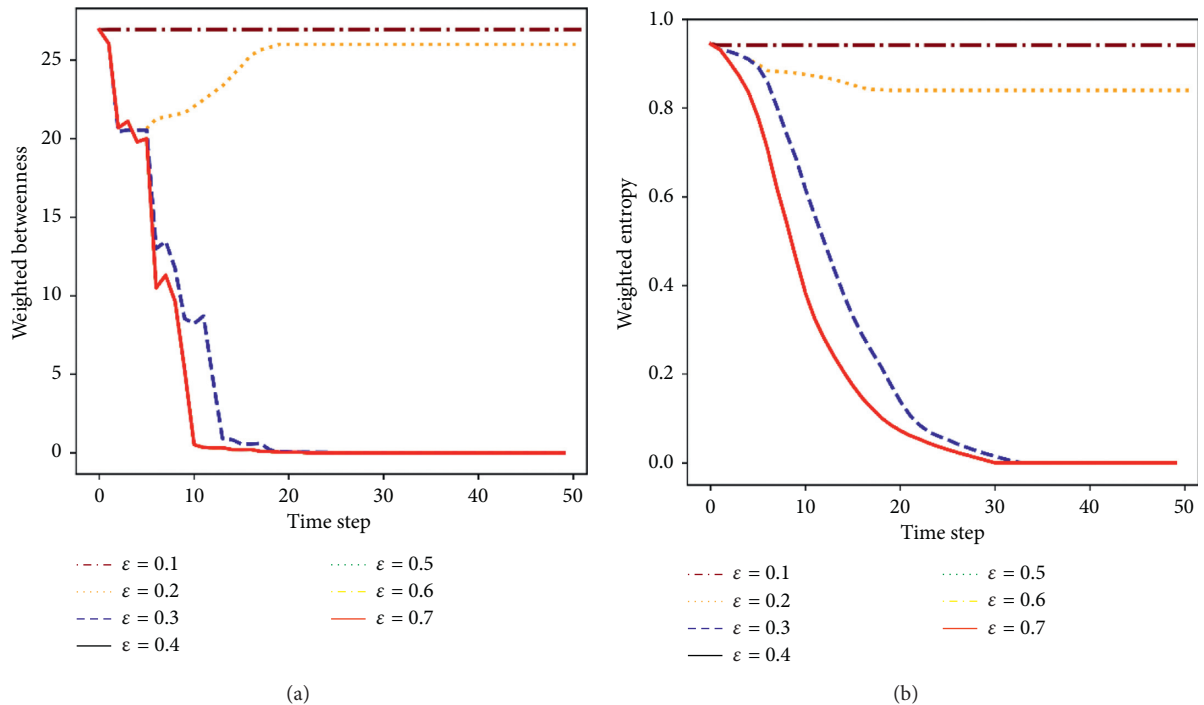 25
20
15
10
5
0
Weighted betweenness
0 10 20 30 40 50
Time step
ε = 0.1
ε = 0.2
ε = 0.3
ε = 0.4
ε = 0.5
ε = 0.6
ε = 0.7
(a)
1.0
0.8
0.6
0.4
0.2
0.0
Weighted entropy
0 10 20 30 40 50
Time step
ε = 0.1
ε = 0.2
ε = 0.3
ε = 0.4
ε = 0.5
ε = 0.6
ε = 0.7
(b)